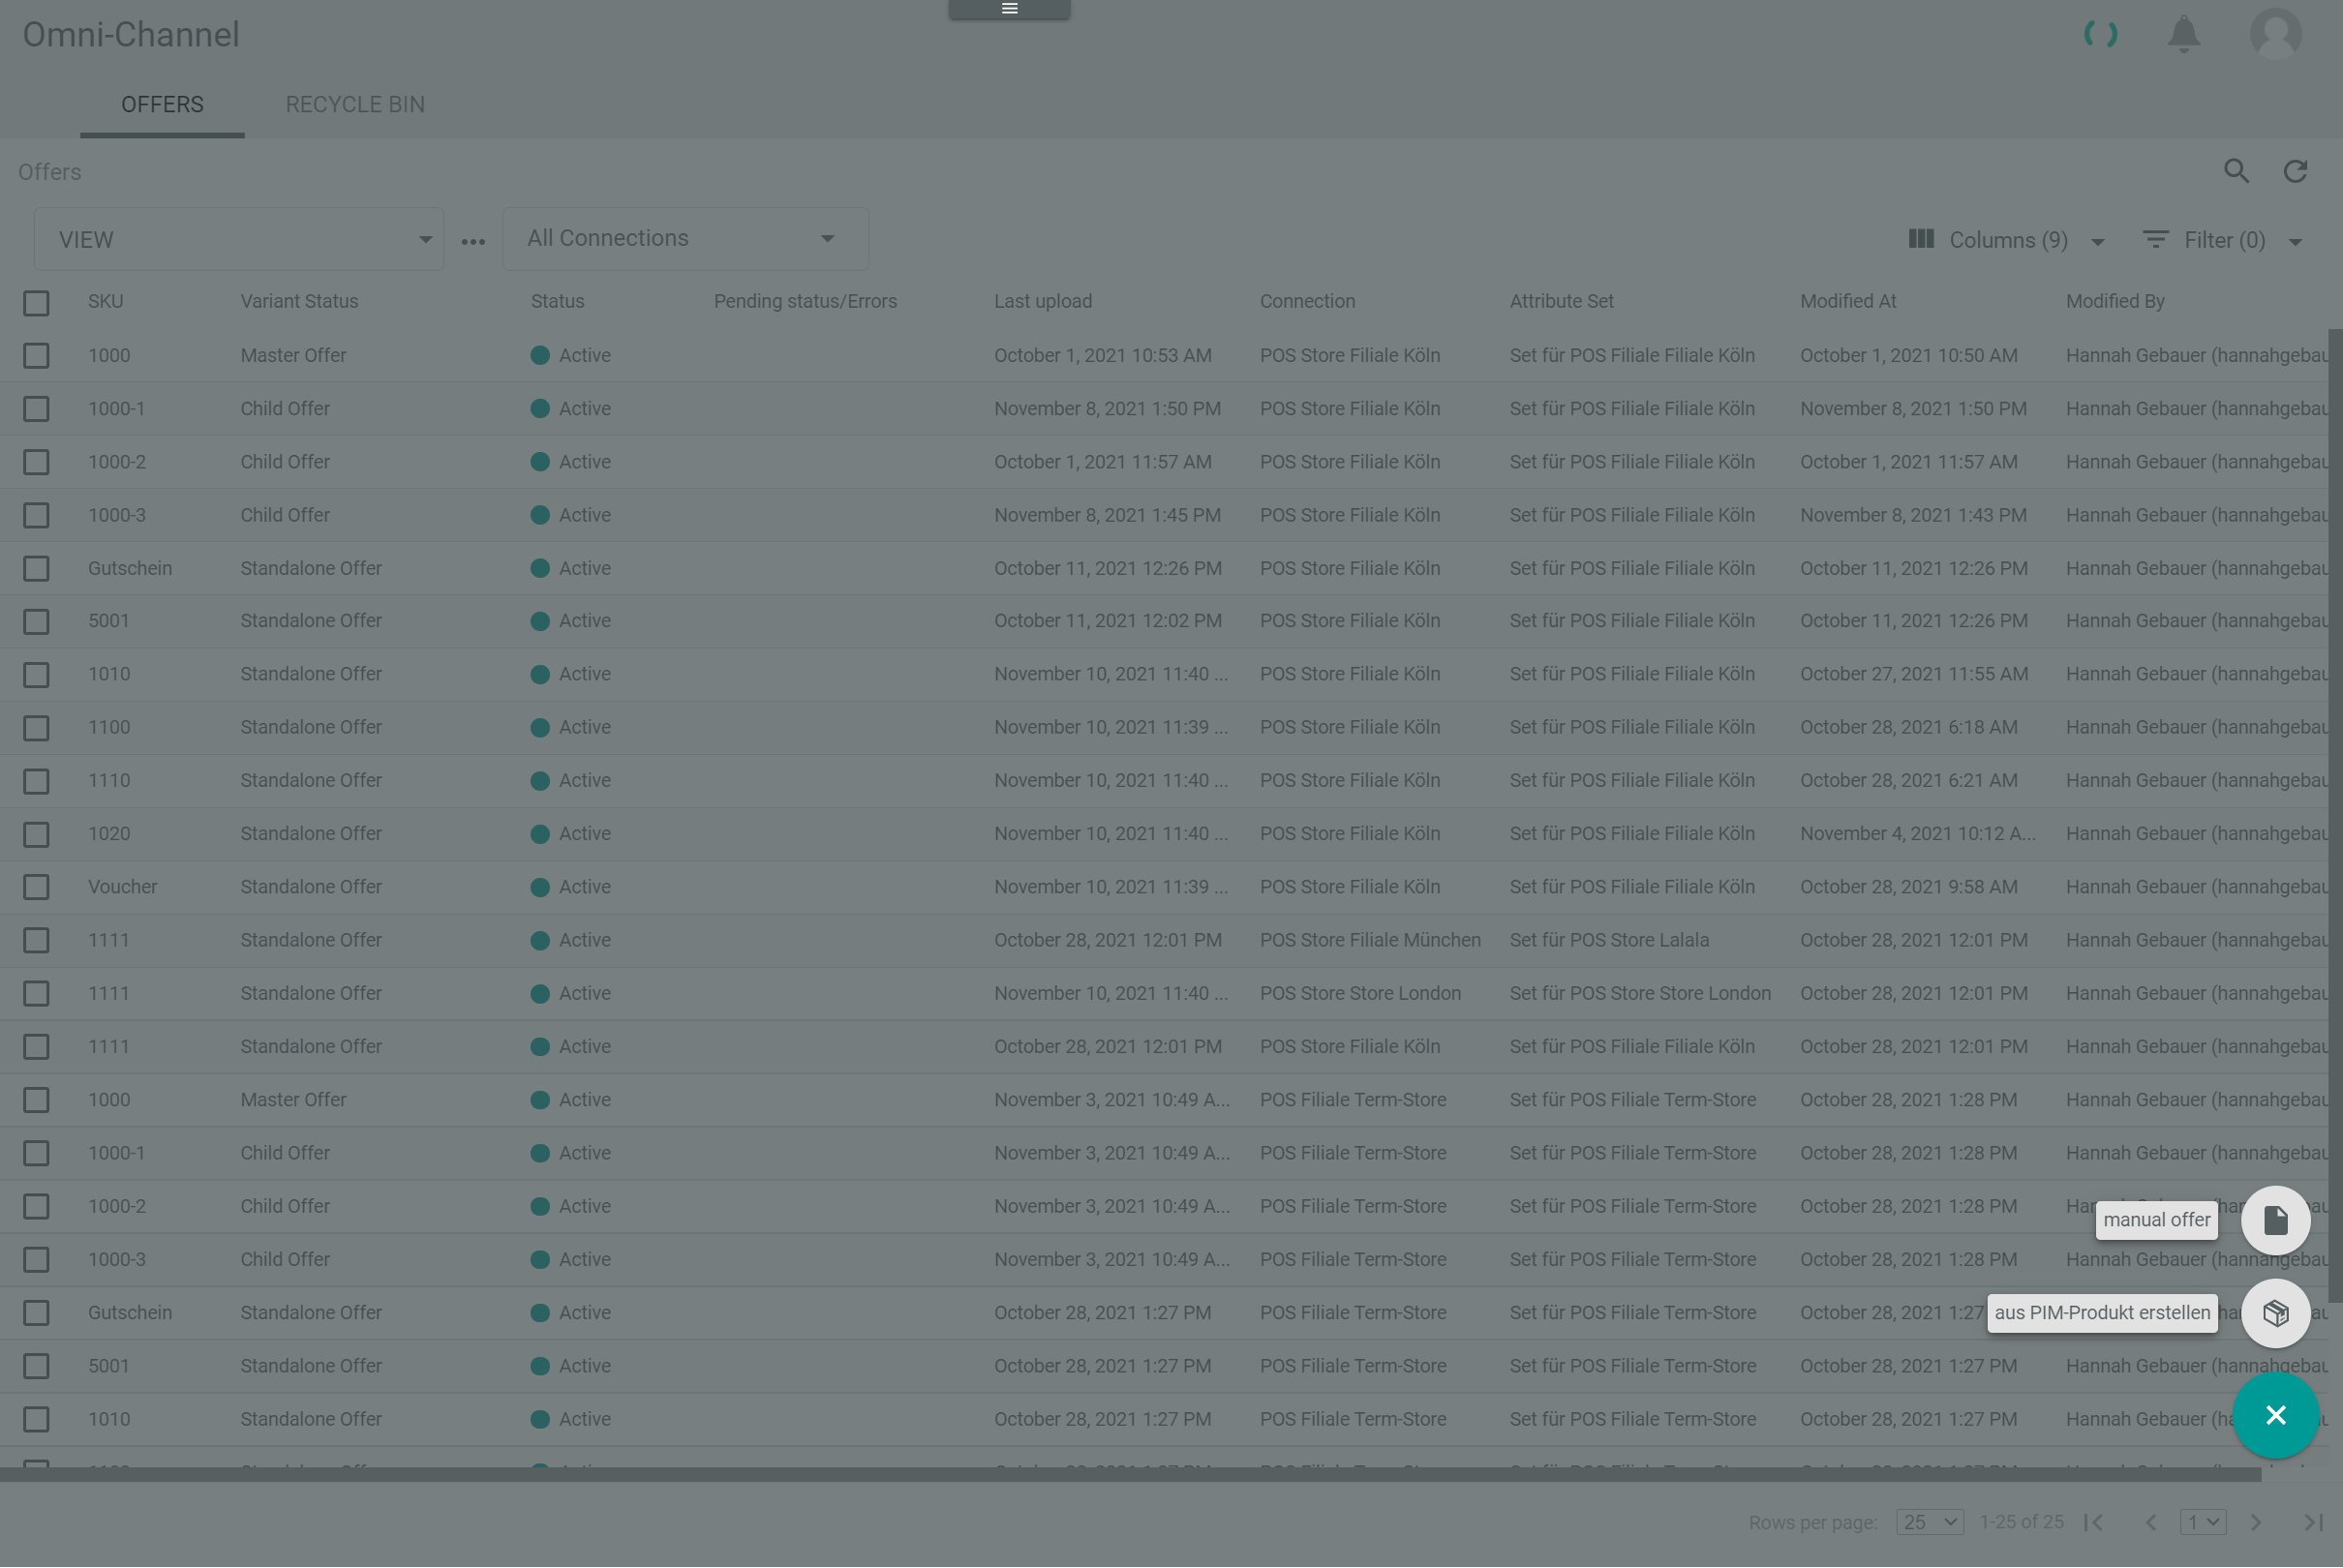 Omni-Channel
OFFERS RECYCLE BIN
Offers
VIEW ... All Connections Columns (9) Filter (0)
SKU Variant Status Status Pending status/Errors Last upload Connection Attribute Set Modified At Modified By
1000 Master Offer Active October 1, 2021 10:53 AM POS Store Filiale Köln Set für POS Filiale Filiale Köln October 1, 2021 10:50 AM Hannah Gebauer (hannahgebau
1000-1 Child Offer Active November 8, 2021 1:50 PM POS Store Filiale Köln Set für POS Filiale Filiale Köln November 8, 2021 1:50 PM Hannah Gebauer (hannahgebau
1000-2 Child Offer Active October 1, 2021 11:57 AM POS Store Filiale Köln Set für POS Filiale Filiale Köln October 1, 2021 11:57 AM Hannah Gebauer (hannahgebau
1000-3 Child Offer Active November 8, 2021 1:45 PM POS Store Filiale Köln Set für POS Filiale Filiale Köln November 8, 2021 1:43 PM Hannah Gebauer (hannahgebau
Gutschein Standalone Offer Active October 11, 2021 12:26 PM POS Store Filiale Köln Set für POS Filiale Filiale Köln October 11, 2021 12:26 PM Hannah Gebauer (hannahgebau
5001 Standalone Offer Active October 11, 2021 12:02 PM POS Store Filiale Köln Set für POS Filiale Filiale Köln October 11, 2021 12:26 PM Hannah Gebauer (hannahgebau
1010 Standalone Offer Active November 10, 2021 11:40 ... POS Store Filiale Köln Set für POS Filiale Filiale Köln October 27, 2021 11:55 AM Hannah Gebauer (hannahgebau
1100 Standalone Offer Active November 10, 2021 11:39 ... POS Store Filiale Köln Set für POS Filiale Filiale Köln October 28, 2021 6:18 AM Hannah Gebauer (hannahgebau
1110 Standalone Offer Active November 10, 2021 11:40 ... POS Store Filiale Köln Set für POS Filiale Filiale Köln October 28, 2021 6:21 AM Hannah Gebauer (hannahgebau
1020 Standalone Offer Active November 10, 2021 11:40 ... POS Store Filiale Köln Set für POS Filiale Filiale Köln November 4, 2021 10:12 A... Hannah Gebauer (hannahgebau
Voucher Standalone Offer Active November 10, 2021 11:39 ... POS Store Filiale Köln Set für POS Filiale Filiale Köln October 28, 2021 9:58 AM Hannah Gebauer (hannahgebau
1111 Standalone Offer Active October 28, 2021 12:01 PM POS Store Filiale München Set für POS Store Lalala October 28, 2021 12:01 PM Hannah Gebauer (hannahgebau
1111 Standalone Offer Active November 10, 2021 11:40 ... POS Store Store London Set für POS Store Store London October 28, 2021 12:01 PM Hannah Gebauer (hannahgebau
1111 Standalone Offer Active October 28, 2021 12:01 PM POS Store Filiale Köln Set für POS Filiale Filiale Köln October 28, 2021 12:01 PM Hannah Gebauer (hannahgebau
1000 Master Offer Active November 3, 2021 10:49 A... POS Filiale Term-Store Set für POS Filiale Term-Store October 28, 2021 1:28 PM Hannah Gebauer (hannahgebau
1000-1 Child Offer Active November 3, 2021 10:49 A... POS Filiale Term-Store Set für POS Filiale Term-Store October 28, 2021 1:28 PM Hannah Gebauer (hannahgebau
1000-2 Child Offer Active November 3, 2021 10:49 A... POS Filiale Term-Store Set für POS Filiale Term-Store October 28, 2021 1:28 PM
manual offer
1000-3 Child Offer Active November 3, 2021 10:49 A... POS Filiale Term-Store Set für POS Filiale Term-Store October 28, 2021 1:28 PM Hannah Gebauer (hannahgebau
Gutschein Standalone Offer Active October 28, 2021 1:27 PM POS Filiale Term-Store Set für POS Filiale Term-Store October 28, 2021 1:27
aus PIM-Produkt erstellen
5001 Standalone Offer Active October 28, 2021 1:27 PM POS Filiale Term-Store Set für POS Filiale Term-Store October 28, 2021 1:27 PM Hannah Gebauer (hannahgebau
1010 Standalone Offer Active October 28, 2021 1:27 PM POS Filiale Term-Store Set für POS Filiale Term-Store October 28, 2021 1:27 PM Hannah Gebauer
Rows per page: 25 1-25 of 25 1